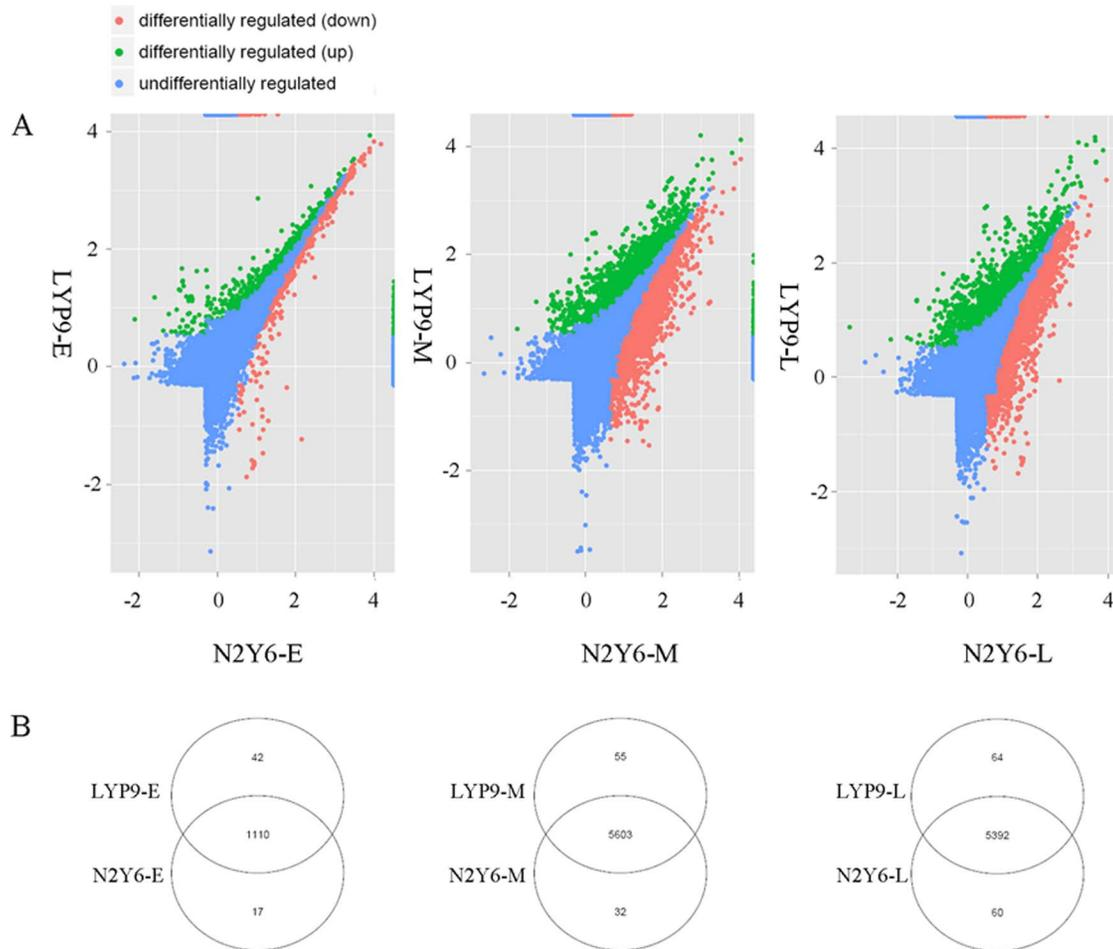 differentially regulated (down)
differentially regulated (up)
undifferentially regulated
A
4
2
0
-2
LYP9-E
-2
0
2
4
N2Y6-E
4
2
0
-2
LYP9-M
-2
0
2
4
N2Y6-M
4
2
0
-2
LYP9-L
-2
0
2
4
N2Y6-L
B
42
LYP9-E
1110
N2Y6-E
17
55
LYP9-M
5603
N2Y6-M
32
64
LYP9-L
5392
N2Y6-L
60